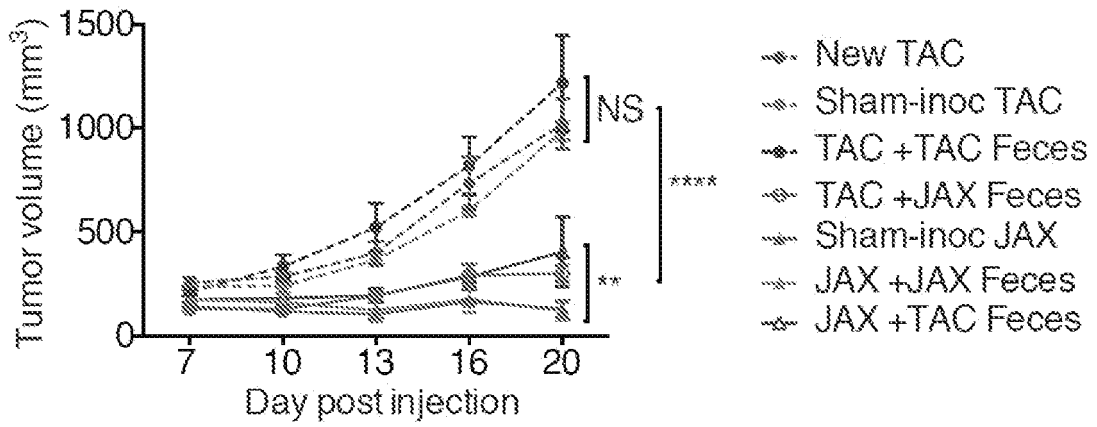 1500
1000
500
0
Tumor volume (mm³)
7 10 13 16 20
Day post injection
NS
****
**
New TAC
Sham-inoc TAC
TAC +TAC Feces
TAC +JAX Feces
Sham-inoc JAX
JAX +JAX Feces
JAX +TAC Feces